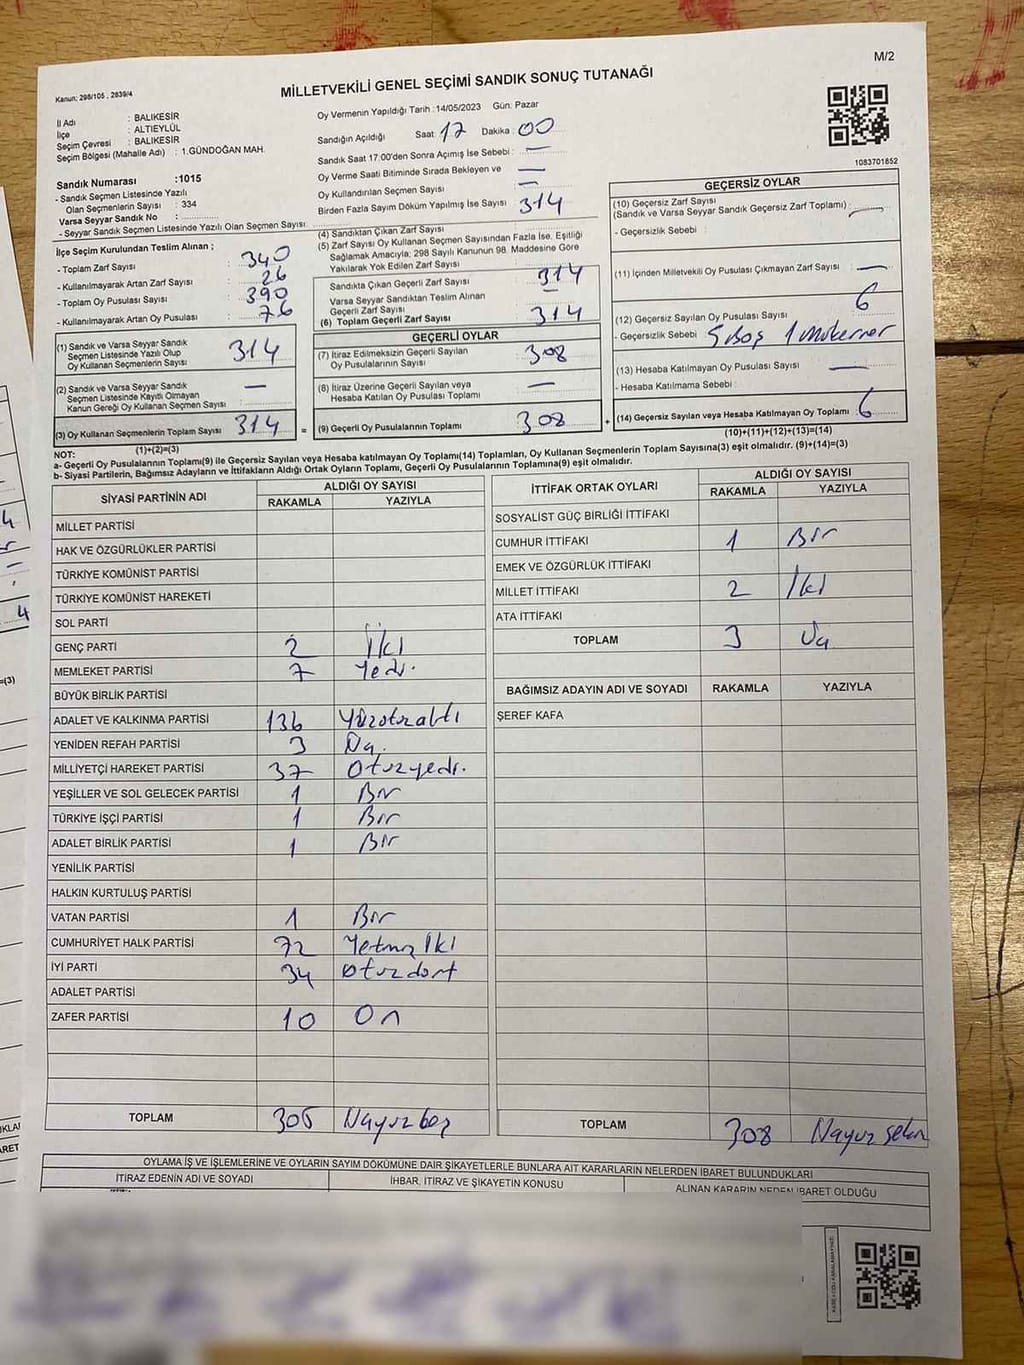 M/2
MİLLETVEKİLİ GENEL SEÇİMİ SANDIK SONUÇ TUTANAĞI
Kanun: 298/105 , 2839/4
İl Adı : BALIKESİR
İlçe : ALTIEYLÜL
Seçim Çevresi : BALIKESİR
Seçim Bölgesi (Mahalle Adı) : 1.GÜNDOĞAN MAH.
Sandık Numarası :1015
- Sandık Seçmen Listesinde Yazılı
Olan Seçmenlerin Sayısı : 334
Varsa Seyyar Sandık No :
- Seyyar Sandık Seçmen Listesinde Yazılı Olan Seçmen Sayısı
İlçe Seçim Kurulundan Teslim Alınan ;
- Toplam Zarf Sayısı : 340
- Kullanılmayarak Artan Zarf Sayısı : 26
- Toplam Oy Pusulası Sayısı : 390
- Kullanılmayarak Artan Oy Pusulası : 76
(1) Sandık ve Varsa Seyyar Sandık
Seçmen Listesinde Yazılı Olup
Oy Kullanan Seçmenlerin Sayısı : 314
(2) Sandık ve Varsa Seyyar Sandık
Seçmen Listesinde Kayıtlı Olmayan
Kanun Gereği Oy Kullanan Seçmen Sayısı : —
(3) Oy Kullanan Seçmenlerin Toplam Sayısı 314
(1)+(2)=(3)
Oy Vermenin Yapıldığı Tarih :14/05/2023 Gün: Pazar
Sandığın Açıldığı Saat 17 Dakika : 00
Sandık Saat 17.00'den Sonra Açımış İse Sebebi : —
Oy Verme Saati Bitiminde Sırada Bekleyen ve
Oy Kullandırılan Seçmen Sayısı : —
Birden Fazla Sayım Döküm Yapılmış İse Sayısı : —
(4) Sandıktan Çıkan Zarf Sayısı : 314
(5) Zarf Sayısı Oy Kullanan Seçmen Sayısından Fazla İse, Eşitliği
Sağlamak Amacıyla; 298 Sayılı Kanunun 98. Maddesine Göre
Yakılarak Yok Edilen Zarf Sayısı
Sandıkta Çıkan Geçerli Zarf Sayısı : 314
Varsa Seyyar Sandıktan Teslim Alınan
Geçerli Zarf Sayısı : —
(6) Toplam Geçerli Zarf Sayısı : 314
GEÇERLİ OYLAR
(7) İtiraz Edilmeksizin Geçerli Sayılan
Oy Pusulalarının Sayısı : 308
(8) İtiraz Üzerine Geçerli Sayılan veya
Hesaba Katılan Oy Pusulası Toplamı : —
= (9) Geçerli Oy Pusulalarının Toplamı : 308
1083701852
GEÇERSİZ OYLAR
(10) Geçersiz Zarf Sayısı
(Sandık ve Varsa Seyyar Sandık Geçersiz Zarf Toplamı) : —
- Geçersizlik Sebebi :
(11) İçinden Milletvekili Oy Pusulası Çıkmayan Zarf Sayısı : —
(12) Geçersiz Sayılan Oy Pusulası Sayısı : 6
- Geçersizlik Sebebi : 5 boş 1 Mükerrer
(13) Hesaba Katılmayan Oy Pusulası Sayısı : —
- Hesaba Katılmama Sebebi :
+ (14) Geçersiz Sayılan veya Hesaba Katılmayan Oy Toplamı : 6
(10)+(11)+(12)+(13)=(14)
NOT:
a- Geçerli Oy Pusulasının Toplamı(9) ile Geçersiz Sayılan veya Hesaba katılmayan Oy Toplamı(14) Toplamları, Oy Kullanan Seçmenlerin Toplam Sayısına(3) eşit olmalıdır. (9)+(14)=(3)
b- Siyasi Partilerin, Bağımsız Adayların ve İttifakların Aldığı Ortak Oyların Toplamı, Geçerli Oy Pusulalarının Toplamına(9) eşit olmalıdır.
SİYASİ PARTİNİN ADI ALDIĞI OY SAYISI
RAKAMLA YAZIYLA
MİLLET PARTİSİ
HAK VE ÖZGÜRLÜKLER PARTİSİ
TÜRKİYE KOMÜNİST PARTİSİ
TÜRKİYE KOMÜNİST HAREKETİ
SOL PARTİ
GENÇ PARTİ 2 İki
MEMLEKET PARTİSİ 7 Yedi
BÜYÜK BİRLİK PARTİSİ
ADALET VE KALKINMA PARTİSİ 136 Yüzotuzaltı
YENİDEN REFAH PARTİSİ 3 Üç
MİLLİYETÇİ HAREKET PARTİSİ 37 Otuzyedi
YEŞİLLER VE SOL GELECEK PARTİSİ 1 Bir
TÜRKİYE İŞÇİ PARTİSİ 1 Bir
ADALET BİRLİK PARTİSİ 1 Bir
YENİLİK PARTİSİ
HALKIN KURTULUŞ PARTİSİ
VATAN PARTİSİ 1 Bir
CUMHURİYET HALK PARTİSİ 72 Yetmiş İki
İYİ PARTİ 34 Otuzdört
ADALET PARTİSİ
ZAFER PARTİSİ 10 On
TOPLAM 305 Üçyüzbeş
İTTİFAK ORTAK OYLARI ALDIĞI OY SAYISI
RAKAMLA YAZIYLA
SOSYALİST GÜÇ BİRLİĞİ İTTİFAKI
CUMHUR İTTİFAKI 1 Bir
EMEK VE ÖZGÜRLÜK İTTİFAKI
MİLLET İTTİFAKI 2 İki
ATA İTTİFAKI
TOPLAM 3 Üç
BAĞIMSIZ ADAYIN ADI VE SOYADI RAKAMLA YAZIYLA
ŞEREF KAFA
TOPLAM 308 Üçyüz sekiz
OYLAMA İŞ VE İŞLEMLERİNE VE OYLARIN SAYIM DÖKÜMÜNE DAİR ŞİKAYETLERLE BUNLARA AİT KARARLARIN NELERDEN İBARET BULUNDUKLARI
İTİRAZ EDENİN ADI VE SOYADI İHBAR, İTİRAZ VE ŞİKAYETİN KONUSU ALINAN KARARIN NEDEN İBARET OLDUĞU